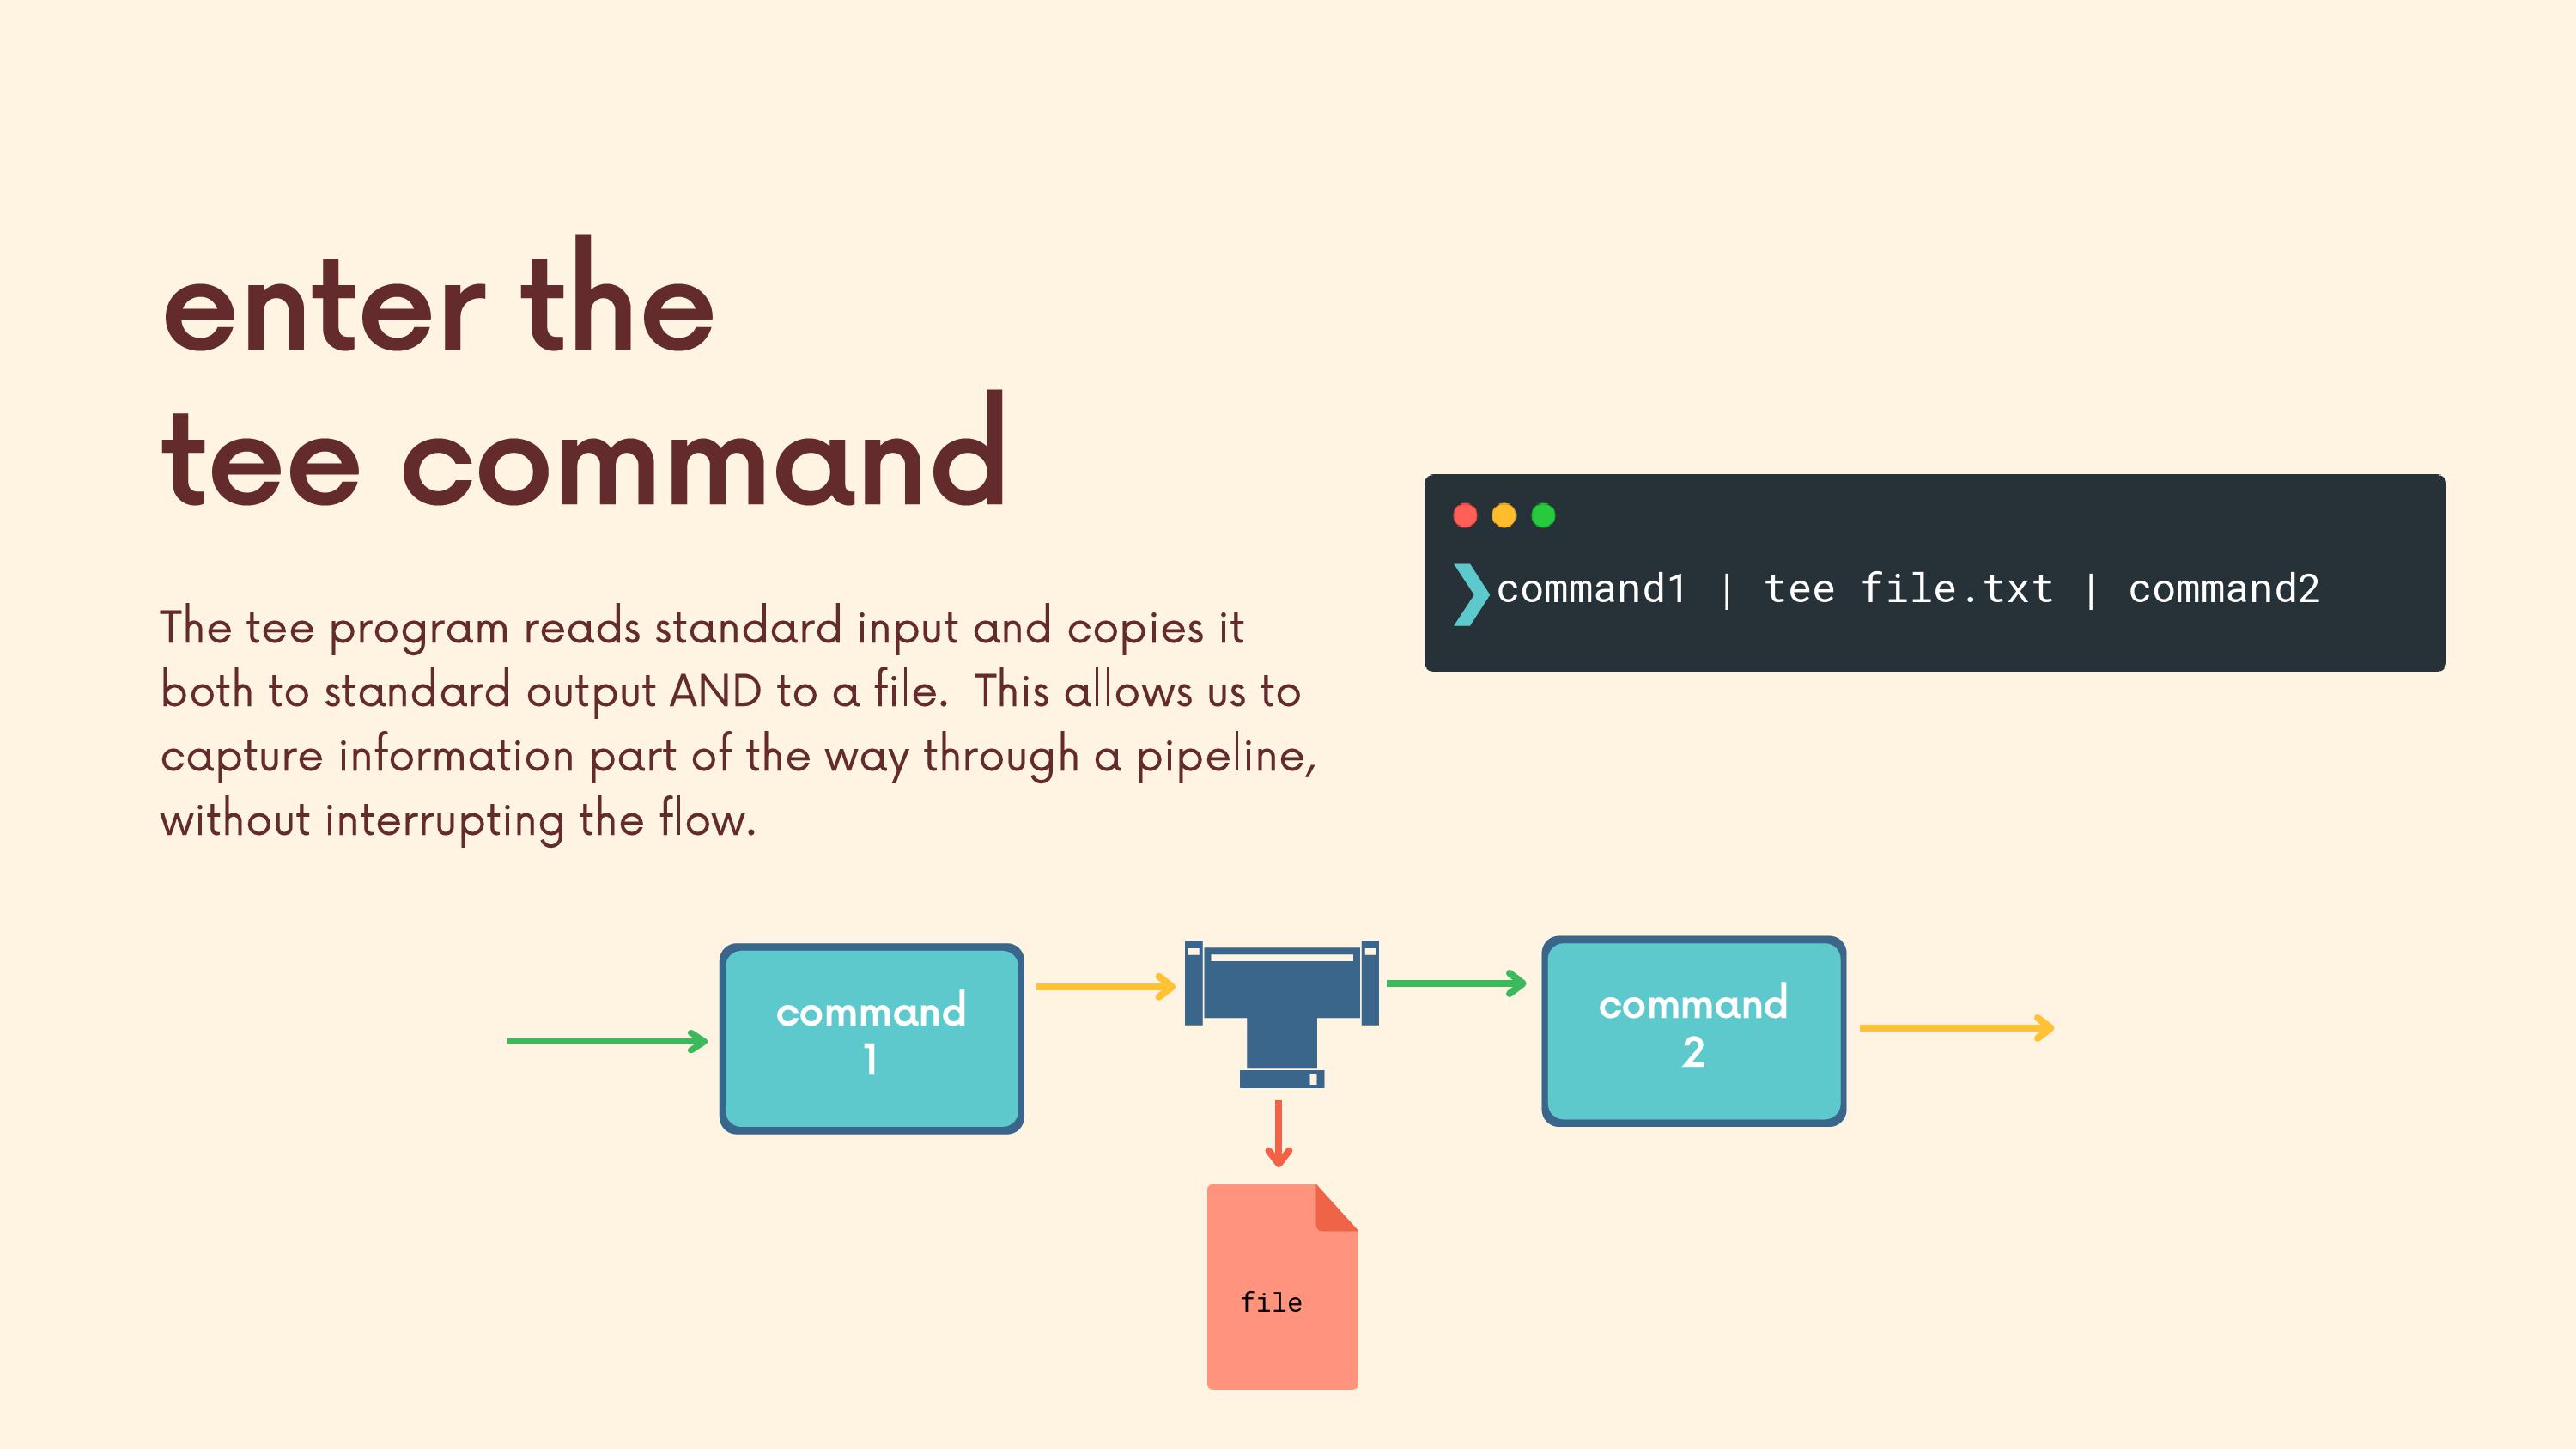 enter the
tee command
The tee program reads standard input and copies it
both to standard output AND to a file.  This allows us to
capture information part of the way through a pipeline,
without interrupting the flow.
❯command1 | tee file.txt | command2
command
1
command
2
file